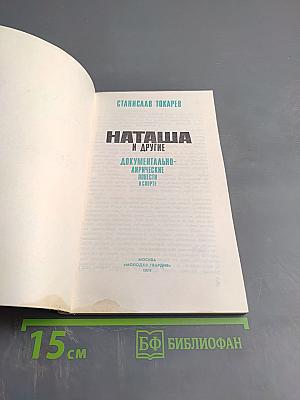 СТАНИСЛАВ ТОКАРЕВ
НАТАША
И ДРУГИЕ
ДОКУМЕНТАЛЬНО-
ЛИРИЧЕСКИЕ
ПОВЕСТИ
О СПОРТЕ
МОСКВА
«МОЛОДАЯ ГВАРДИЯ»
15 см
БФ БИБЛИОФАН